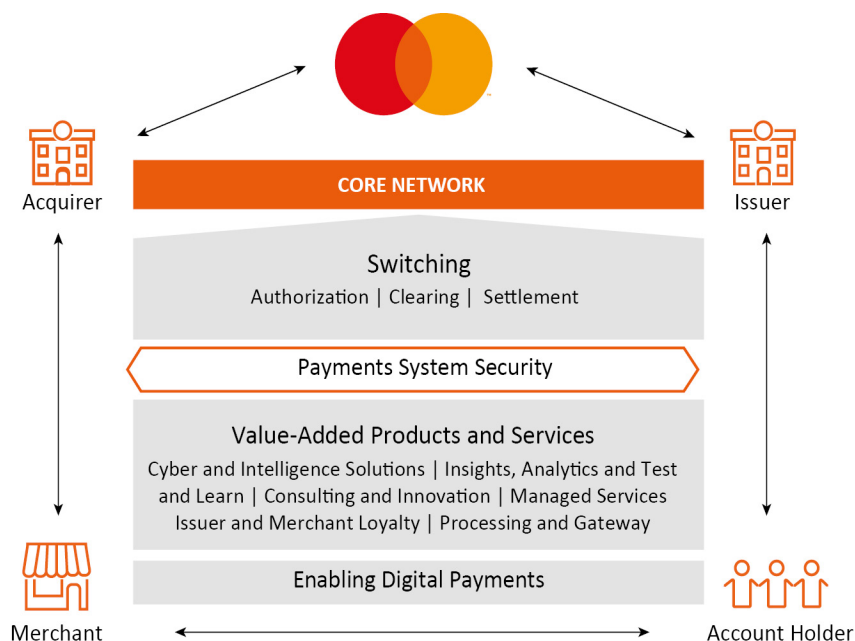 CORE NETWORK
Acquirer
Issuer
Switching
Authorization | Clearing | Settlement
Payments System Security
Value-Added Products and Services
Cyber and Intelligence Solutions | Insights, Analytics and Test
and Learn | Consulting and Innovation | Managed Services
Issuer and Merchant Loyalty | Processing and Gateway
Enabling Digital Payments
Merchant
Account Holder